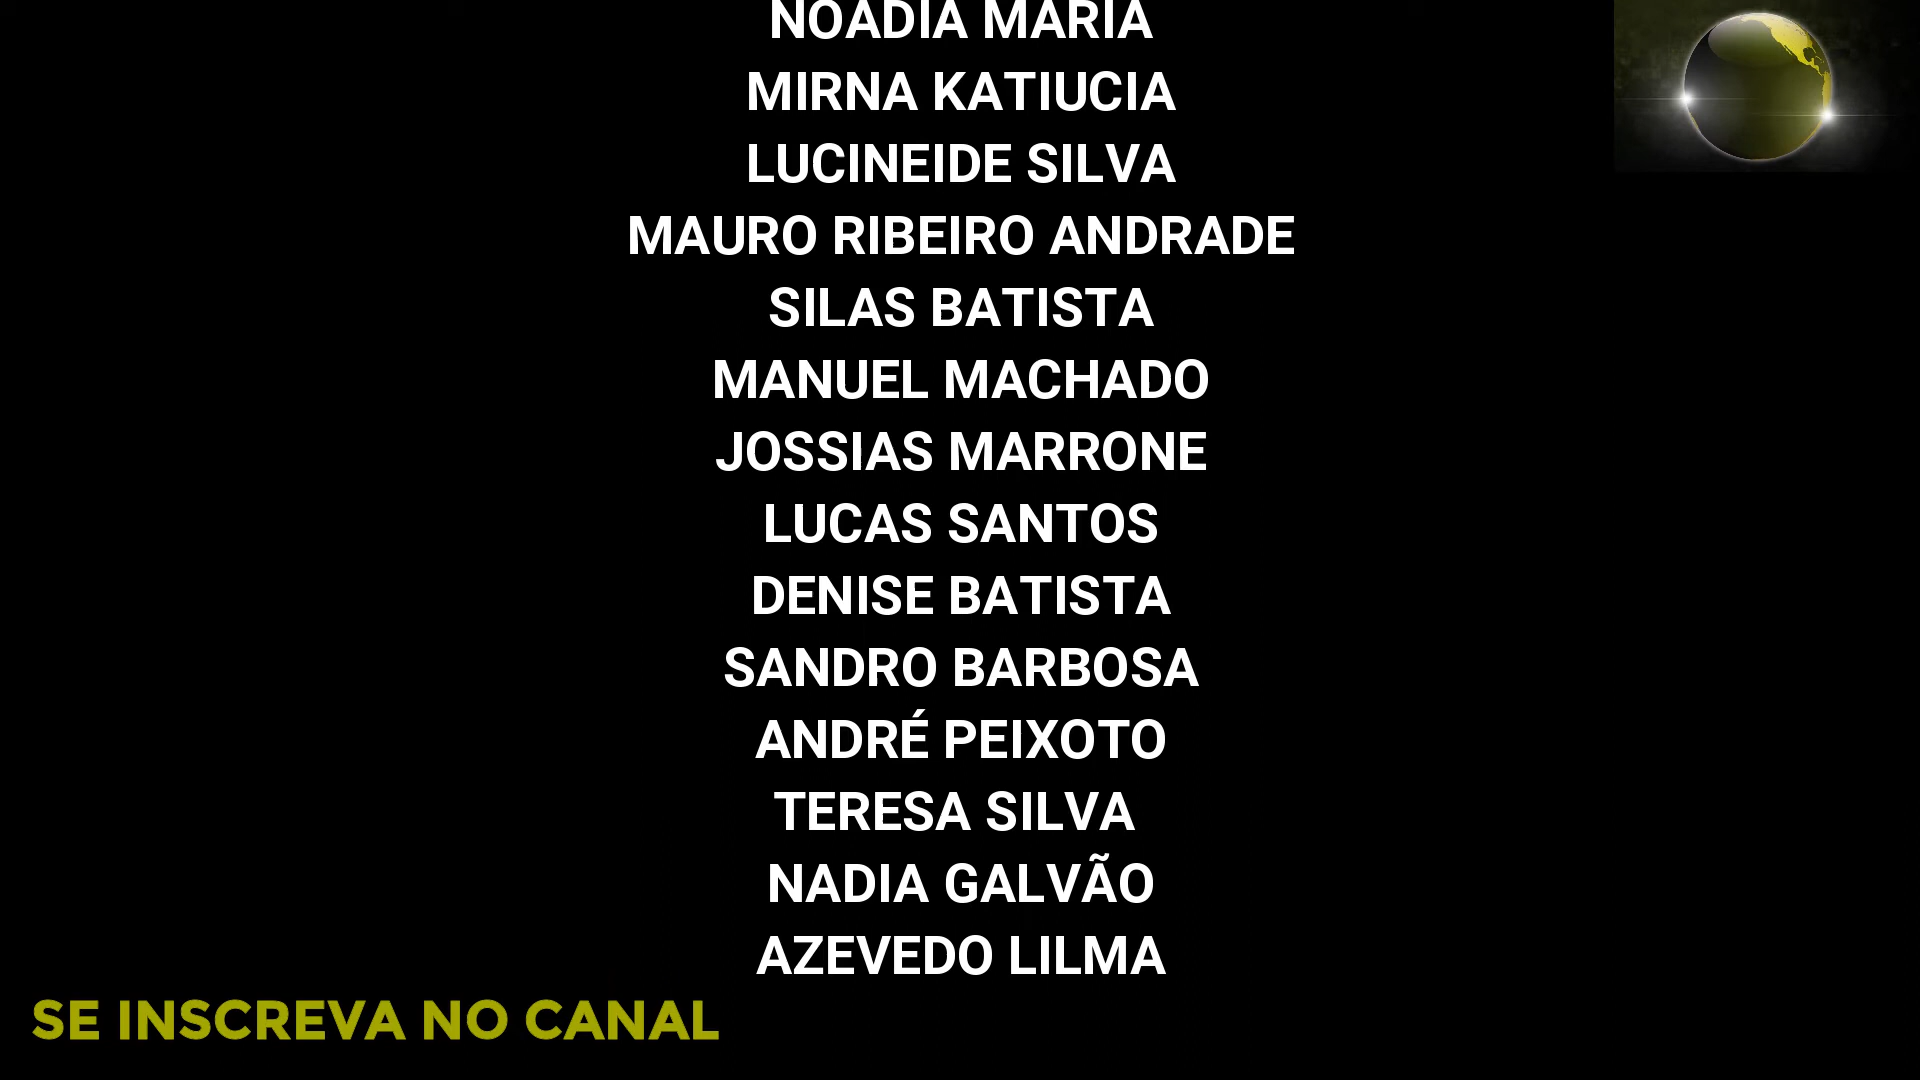 NOADIA MARIA
MIRNA KATIUCIA
LUCINEIDE SILVA
MAURO RIBEIRO ANDRADE
SILAS BATISTA
MANUEL MACHADO
JOSSIAS MARRONE
LUCAS SANTOS
DENISE BATISTA
SANDRO BARBOSA
ANDRÉ PEIXOTO
TERESA SILVA
NADIA GALVÃO
AZEVEDO LILMA
SE INSCREVA NO CANAL